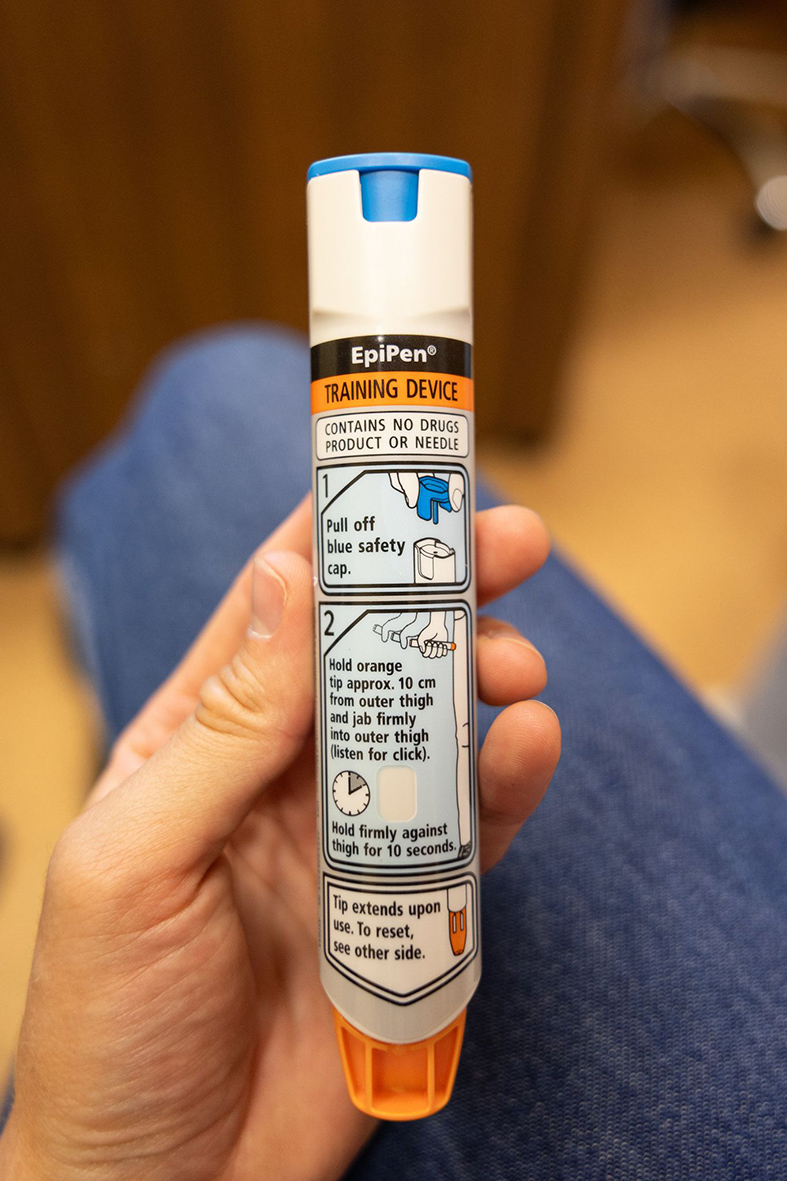 EpiPen®
TRAINING DEVICE
CONTAINS NO DRUGS
PRODUCT OR NEEDLE
1
Pull off
blue safety
cap.
2
Hold orange
tip approx. 10 cm
from outer thigh
and jab firmly
into outer thigh
(listen for click).
Hold firmly against
thigh for 10 seconds.
Tip extends upon
use. To reset,
see other side.